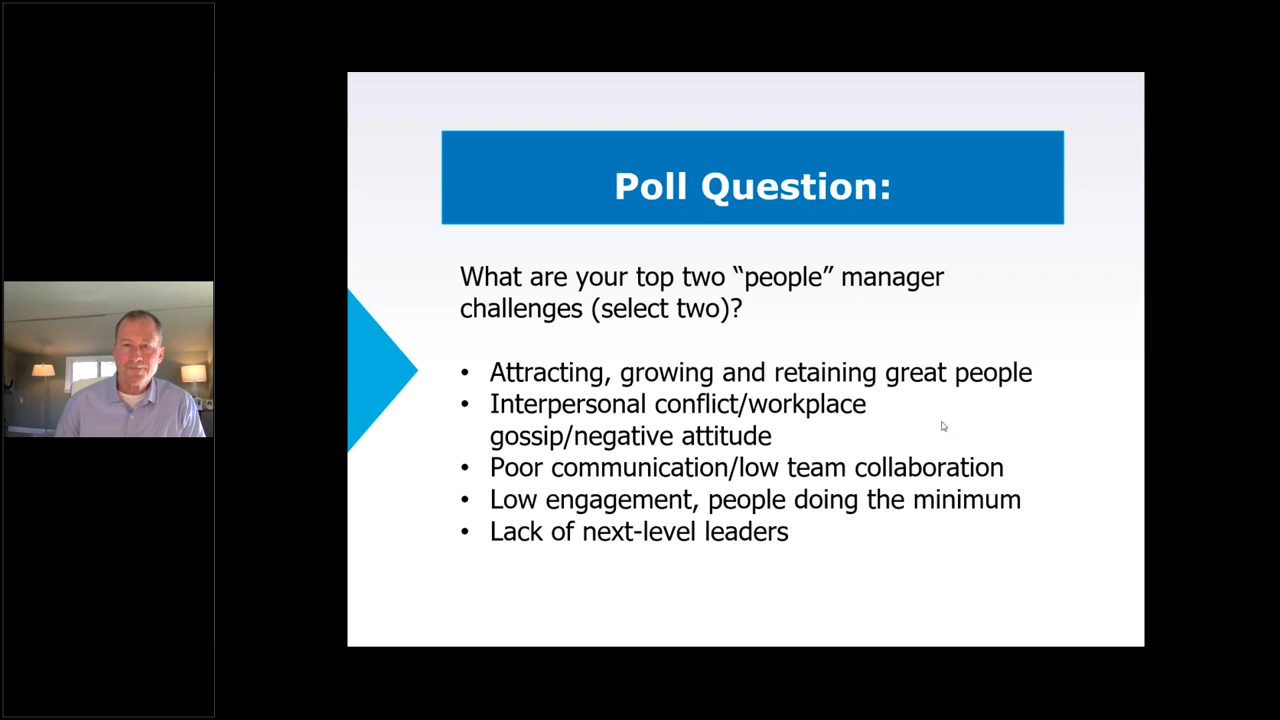 Poll Question:
What are your top two “people” manager
challenges (select two)?
• Attracting, growing and retaining great people
• Interpersonal conflict/workplace
gossip/negative attitude
• Poor communication/low team collaboration
• Low engagement, people doing the minimum
• Lack of next-level leaders